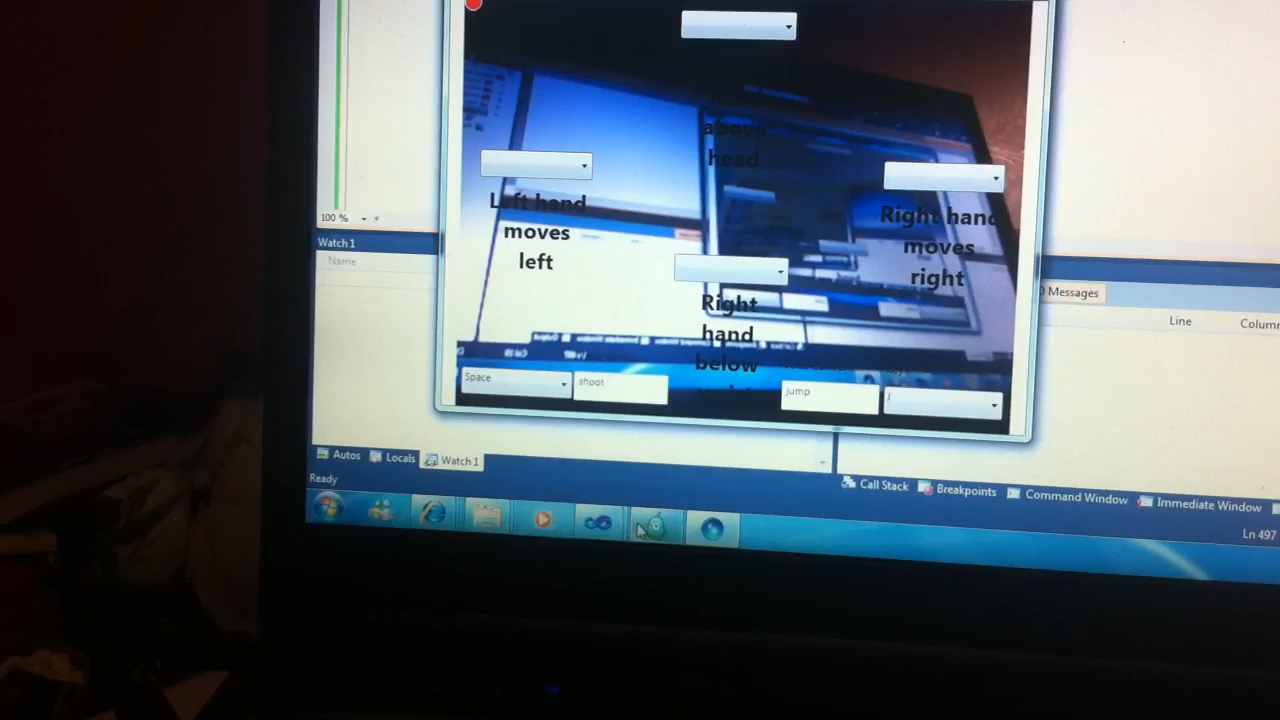 above
head
Left hand
moves
left
Right hand
moves
right
100 %
Watch 1
Name
Right
hand
below
Messages
Line
Column
Space
shoot
jump
J
Autos
Locals
Watch 1
Call Stack
Breakpoints
Command Window
Immediate Window
Ready
Ln 497